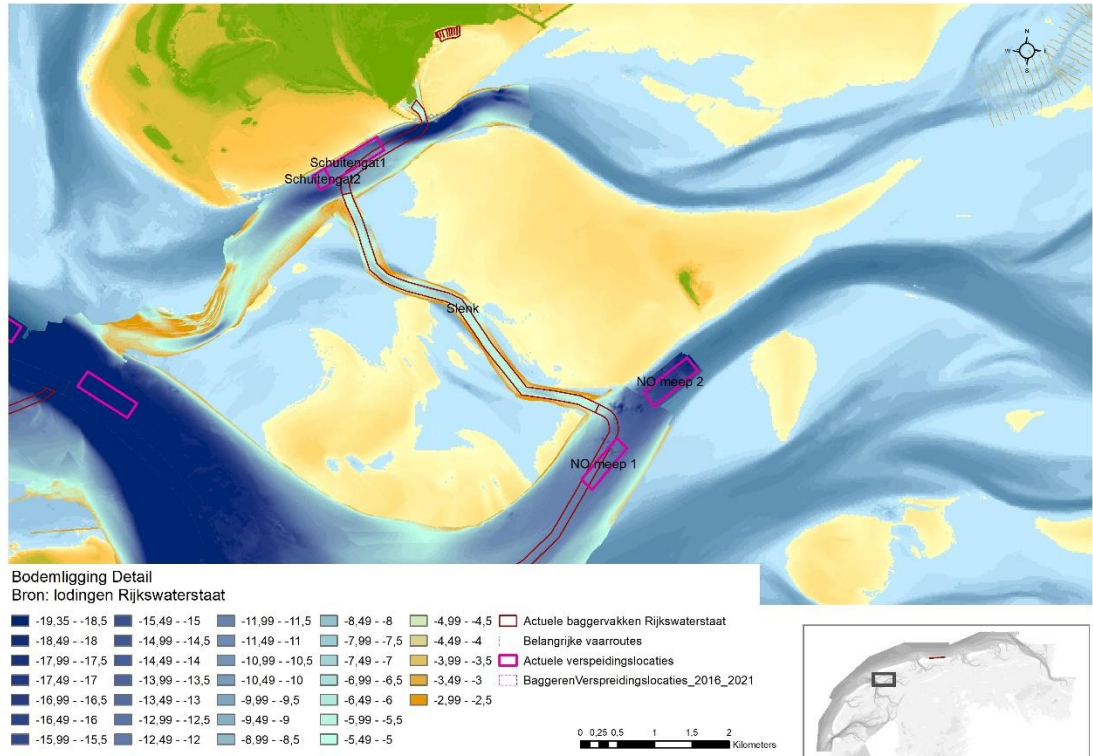 N
W
E
S
Schuitengat1
Schuitengat2
Slenk
NO meep 2
NO meep 1
Bodemligging Detail
Bron: lodingen Rijkswaterstaat
-19,35 - -18,5
-18,49 - -18
-17,99 - -17,5
-17,49 - -17
-16,99 - -16,5
-16,49 - -16
-15,99 - -15,5
-15,49 - -15
-14,99 - -14,5
-14,49 - -14
-13,99 - -13,5
-13,49 - -13
-12,99 - -12,5
-12,49 - -12
-11,99 - -11,5
-11,49 - -11
-10,99 - -10,5
-10,49 - -10
-9,99 - -9,5
-9,49 - -9
-8,99 - -8,5
-8,49 - -8
-7,99 - -7,5
-7,49 - -7
-6,99 - -6,5
-6,49 - -6
-5,99 - -5,5
-5,49 - -5
-4,99 - -4,5
-4,49 - -4
-3,99 - -3,5
-3,49 - -3
-2,99 - -2,5
Actuele baggervakken Rijkswaterstaat
Belangrijke vaarroutes
Actuele verspeidingslocaties
BaggerenVerspreidingslocaties_2016_2021
0 0,25 0,5 1 1,5 2
Kilometers